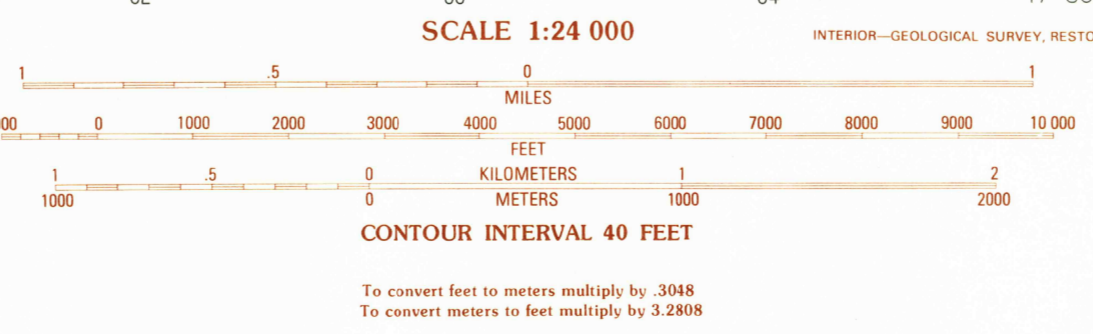 SCALE 1:24 000
INTERIOR—GEOLOGICAL SURVEY, RESTO
1 .5 0 1
MILES
00 0 1000 2000 3000 4000 5000 6000 7000 8000 9000 10 000
FEET
1 .5 0 KILOMETERS 1 2
1000 0 METERS 1000 2000
CONTOUR INTERVAL 40 FEET
To convert feet to meters multiply by .3048
To convert meters to feet multiply by 3.2808